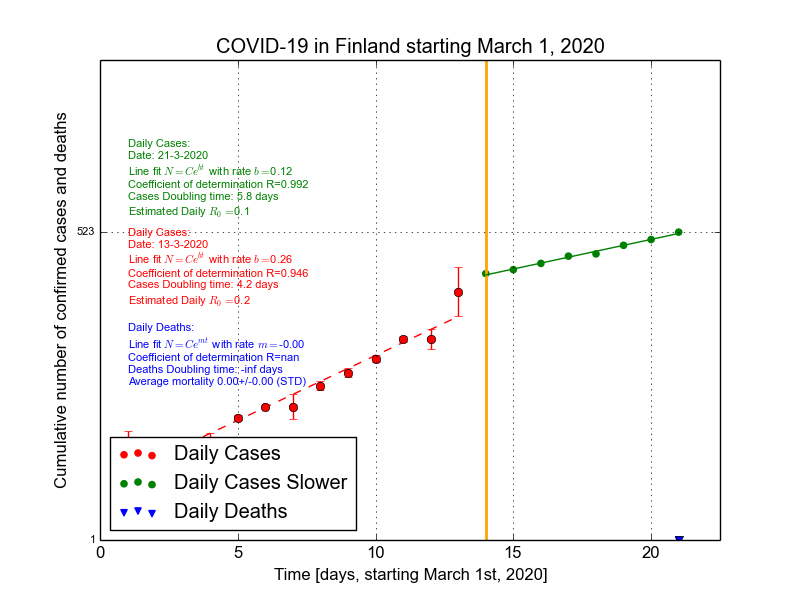 COVID-19 in Finland starting March 1, 2020
Cumulative number of confirmed cases and deaths
Daily Cases:
Date: 21-3-2020
Line fit N = Ce^{bt} with rate b =0.12
Coefficient of determination R=0.992
Cases Doubling time: 5.8 days
Estimated Daily R_0 =0.1
523
Daily Cases:
Date: 13-3-2020
Line fit N = Ce^{bt} with rate b =0.26
Coefficient of determination R=0.946
Cases Doubling time: 4.2 days
Estimated Daily R_0 =0.2
Daily Deaths:
Line fit N = Ce^{mt} with rate m =-0.00
Coefficient of determination R=nan
Deaths Doubling time: -inf days
Average mortality 0.00+/-0.00 (STD)
Daily Cases
Daily Cases Slower
Daily Deaths
1
0 5 10 15 20
Time [days, starting March 1st, 2020]